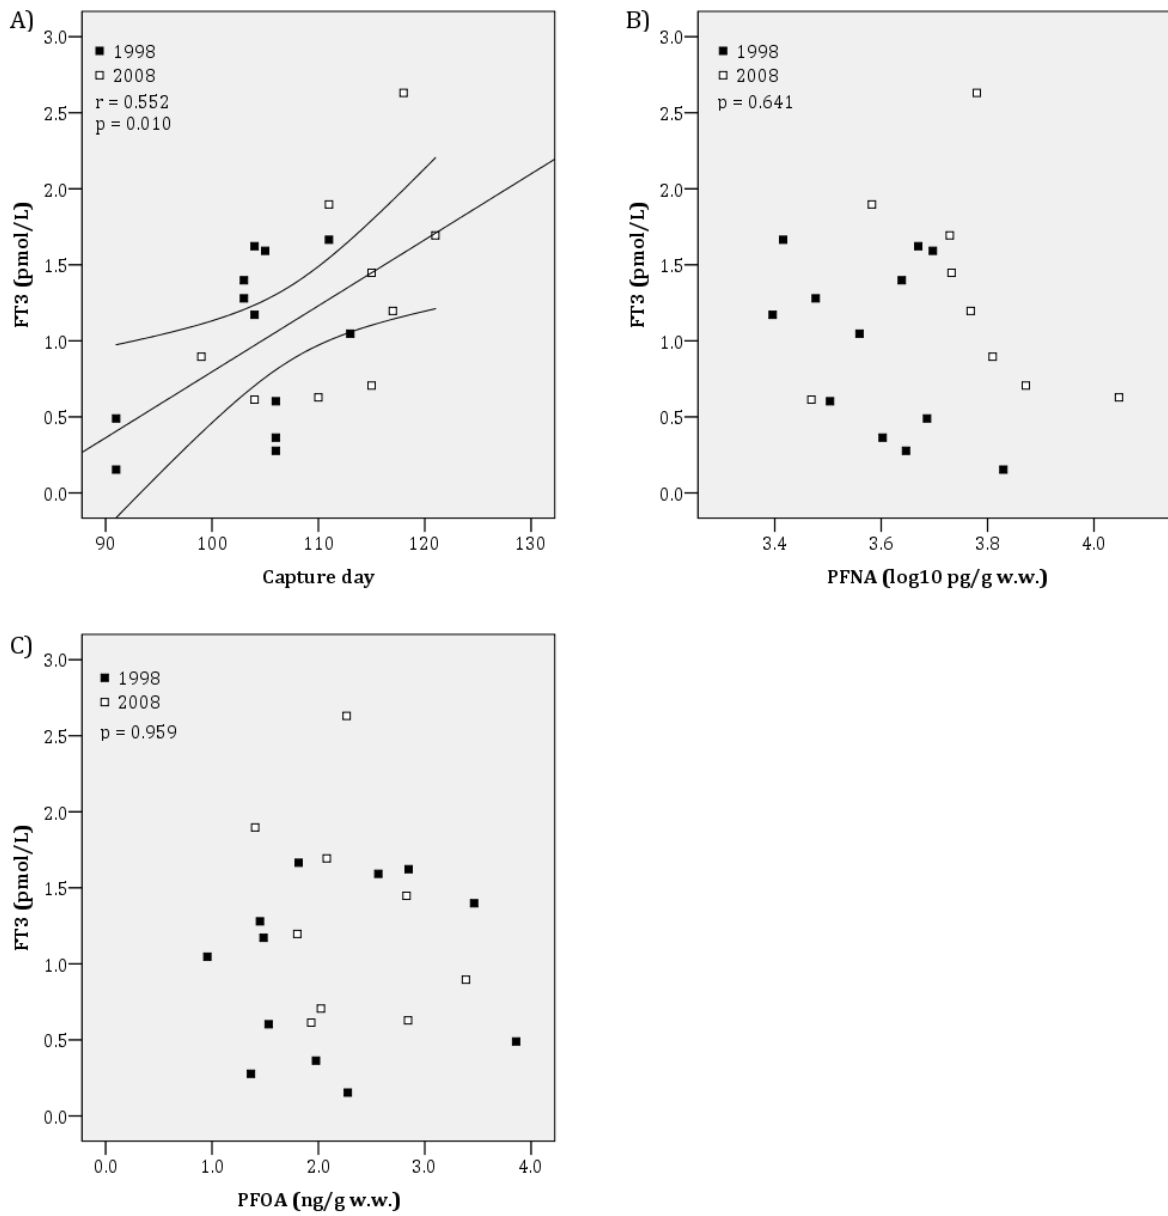 A)
3.0
2.5
2.0
1.5
1.0
0.5
0.0
FT3 (pmol/L)
1998
2008
r = 0.552
p = 0.010
90 100 110 120 130
Capture day
B)
3.0
2.5
2.0
1.5
1.0
0.5
0.0
FT3 (pmol/L)
1998
2008
p = 0.641
3.4 3.6 3.8 4.0
PFNA (log10 pg/g w.w.)
C)
3.0
2.5
2.0
1.5
1.0
0.5
0.0
FT3 (pmol/L)
1998
2008
p = 0.959
0.0 1.0 2.0 3.0 4.0
PFOA (ng/g w.w.)